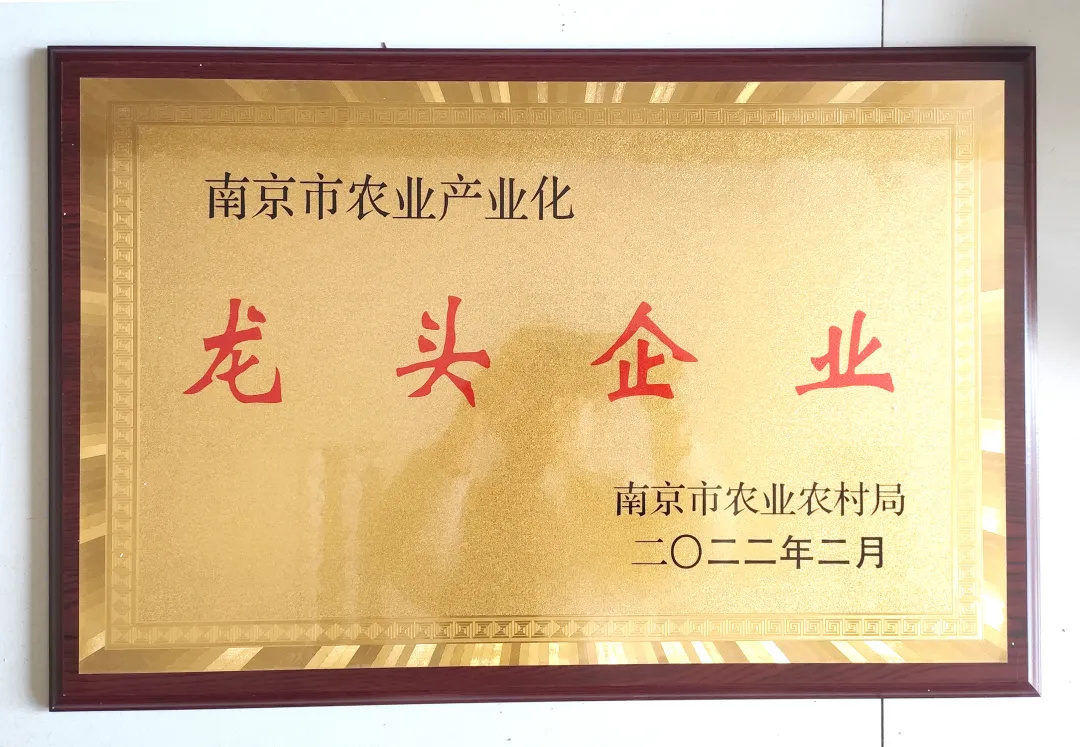 南京市农业产业化
龙头企业
南京市农业农村局
二〇二二年二月